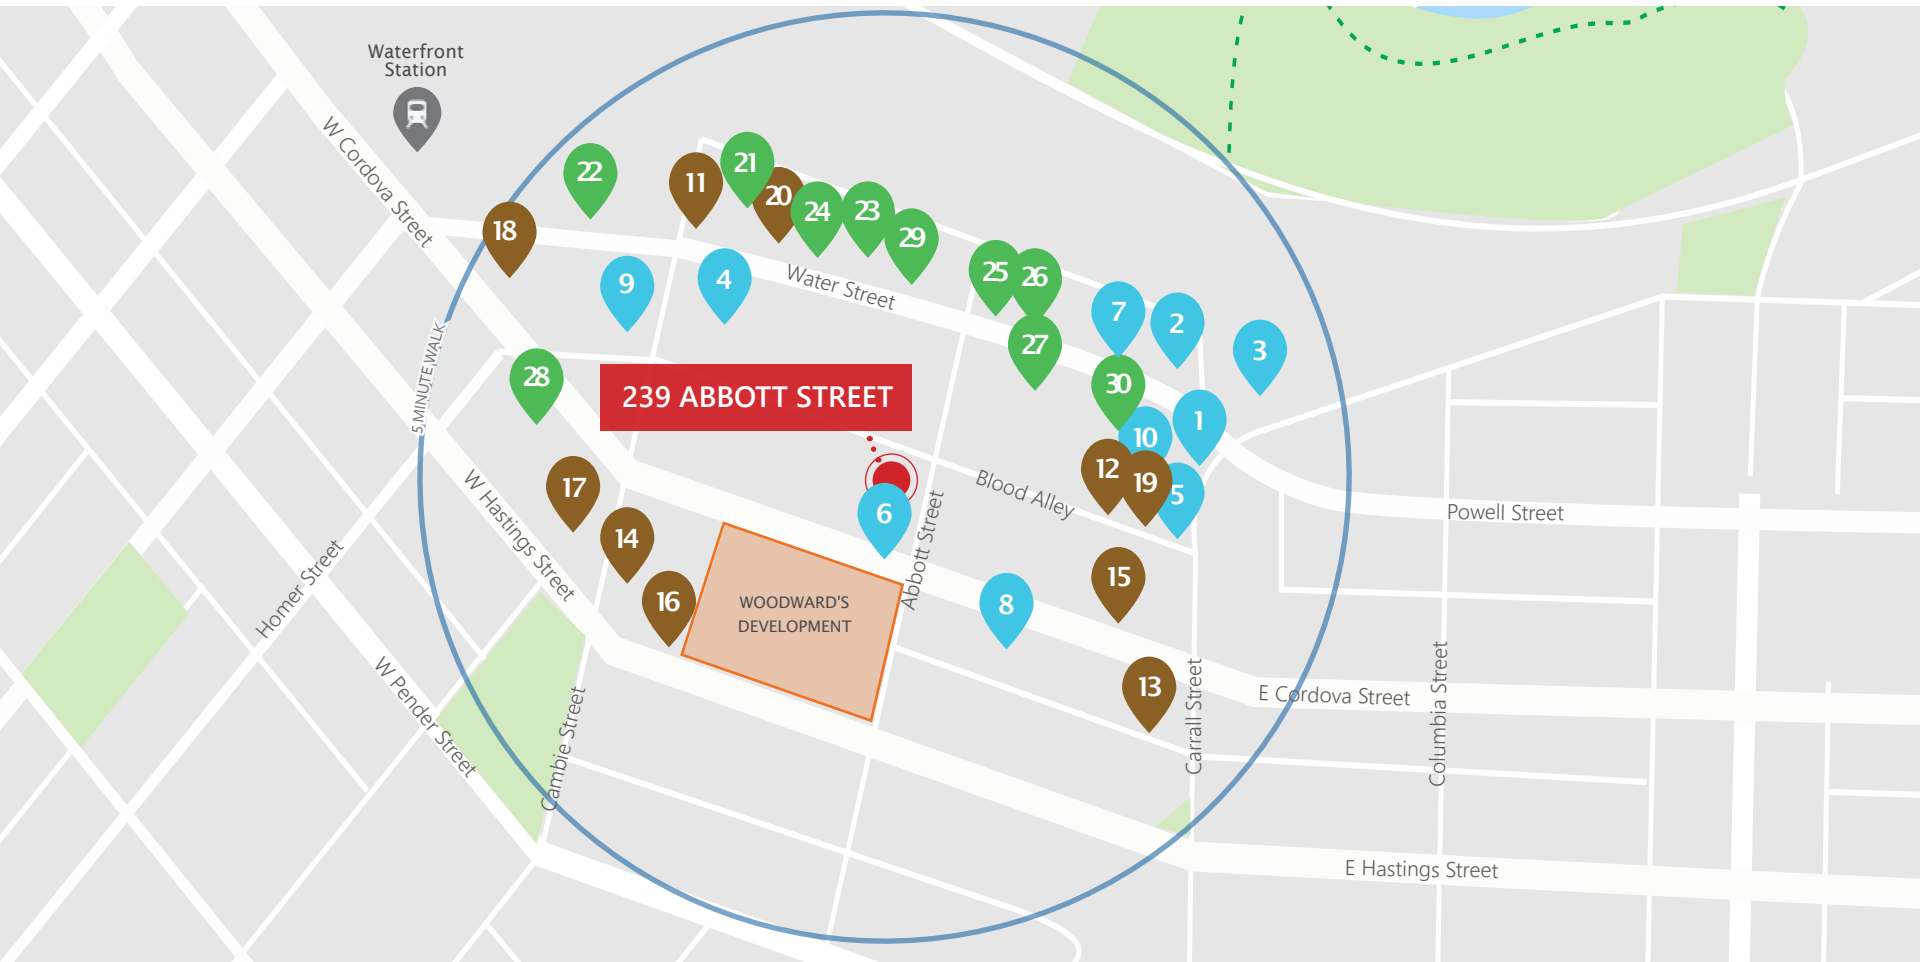 Waterfront
Station
W Cordova Street
22
11
21
20
24
23
29
18
9
4
Water Street
25
26
7
2
3
27
5 MINUTE WALK
28
239 ABBOTT STREET
30
1
10
12
19
5
17
W Hastings Street
6
Blood Alley
Abbott Street
Powell Street
14
Homer Street
16
WOODWARD'S
DEVELOPMENT
8
15
13
W Pender Street
Cambie Street
Carrall Street
E Cordova Street
Columbia Street
E Hastings Street